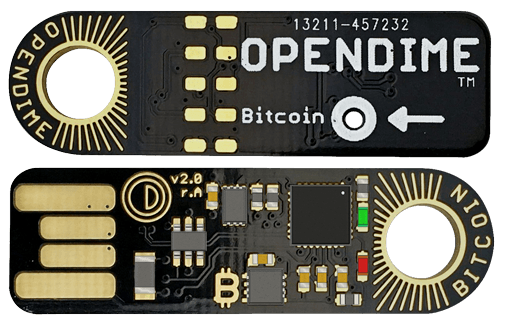 13211-457232
OPENDIME
OPENDIME
TM
Bitcoin
v2.0
r.A
BITCOIN